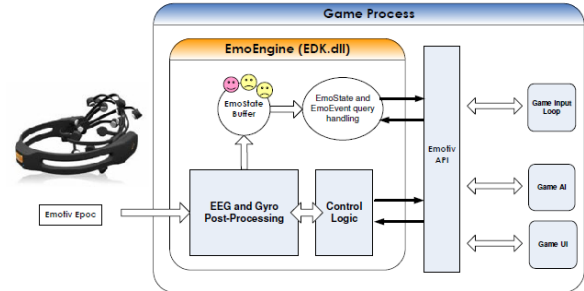 Game Process
EmoEngine (EDK.dll)
EmoState
Buffer
EmoState and
EmoEvent query
handling
Emotiv
API
Game Input
Loop
Emotiv Epoc
EEG and Gyro
Post-Processing
Control
Logic
Game AI
Game UI